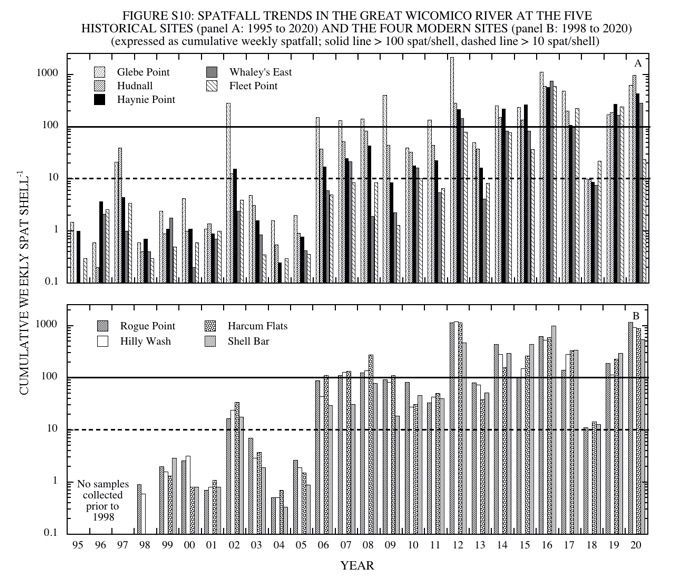 FIGURE S10: SPATFALL TRENDS IN THE GREAT WICOMICO RIVER AT THE FIVE
HISTORICAL SITES (panel A: 1995 to 2020) AND THE FOUR MODERN SITES (panel B: 1998 to 2020)
(expressed as cumulative weekly spatfall; solid line > 100 spat/shell, dashed line > 10 spat/shell)
A
Glebe Point
Hudnall
Haynie Point
Whaley's East
Fleet Point
1000
100
10
1
0.1
CUMULATIVE WEEKLY SPAT SHELL-1
B
Rogue Point
Hilly Wash
Harcum Flats
Shell Bar
1000
100
10
1
0.1
No samples
collected
prior to
1998
95 96 97 98 99 00 01 02 03 04 05 06 07 08 09 10 11 12 13 14 15 16 17 18 19 20
YEAR